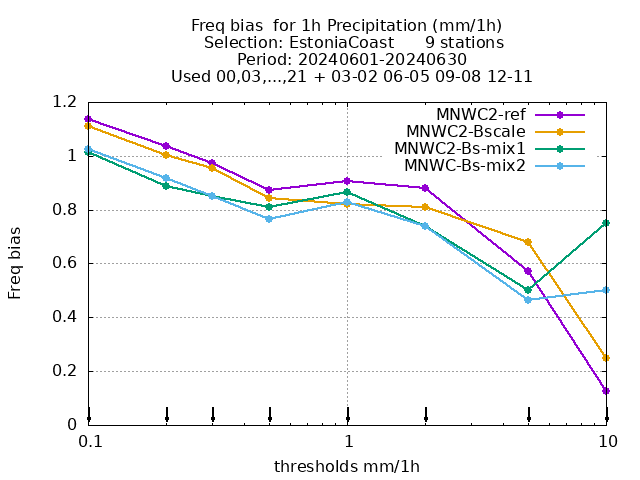 Freq bias  for 1h Precipitation (mm/1h)
Selection: EstoniaCoast      9 stations
Period: 20240601-20240630
Used 00,03,...,21 + 03-02 06-05 09-08 12-11
MNWC2-ref
MNWC2-Bscale
MNWC2-Bs-mix1
MNWC-Bs-mix2
Freq bias
1.2
1
0.8
0.6
0.4
0.2
0
0.1 1 10
thresholds mm/1h